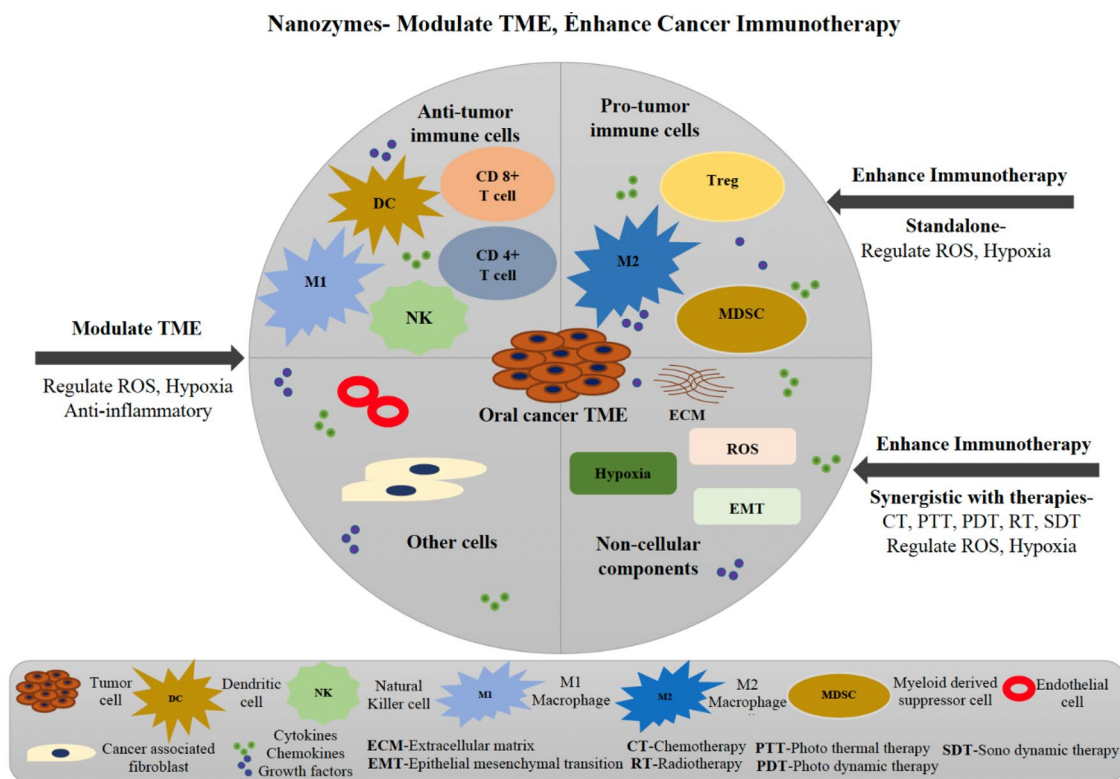 Nanozymes- Modulate TME, Enhance Cancer Immunotherapy
Anti-tumor
immune cells
Pro-tumor
immune cells
DC
CD 8+
T cell
CD 4+
T cell
M1
NK
Treg
M2
MDSC
Enhance Immunotherapy
Standalone-
Regulate ROS, Hypoxia
Modulate TME
Regulate ROS, Hypoxia
Anti-inflammatory
Oral cancer TME
ECM
ROS
Hypoxia
EMT
Other cells
Non-cellular
components
Enhance Immunotherapy
Synergistic with therapies-
CT, PTT, PDT, RT, SDT
Regulate ROS, Hypoxia
Tumor
cell
DC
Dendritic
cell
NK
Natural
Killer cell
M1
M1
Macrophage
M2
M2
Macrophage
MDSC
Myeloid derived
suppressor cell
Endothelial
cell
Cancer associated
fibroblast
Cytokines
Chemokines
Growth factors
ECM-Extracellular matrix
EMT-Epithelial mesenchymal transition
CT-Chemotherapy
RT-Radiotherapy
PTT-Photo thermal therapy
PDT-Photo dynamic therapy
SDT-Sono dynamic therapy